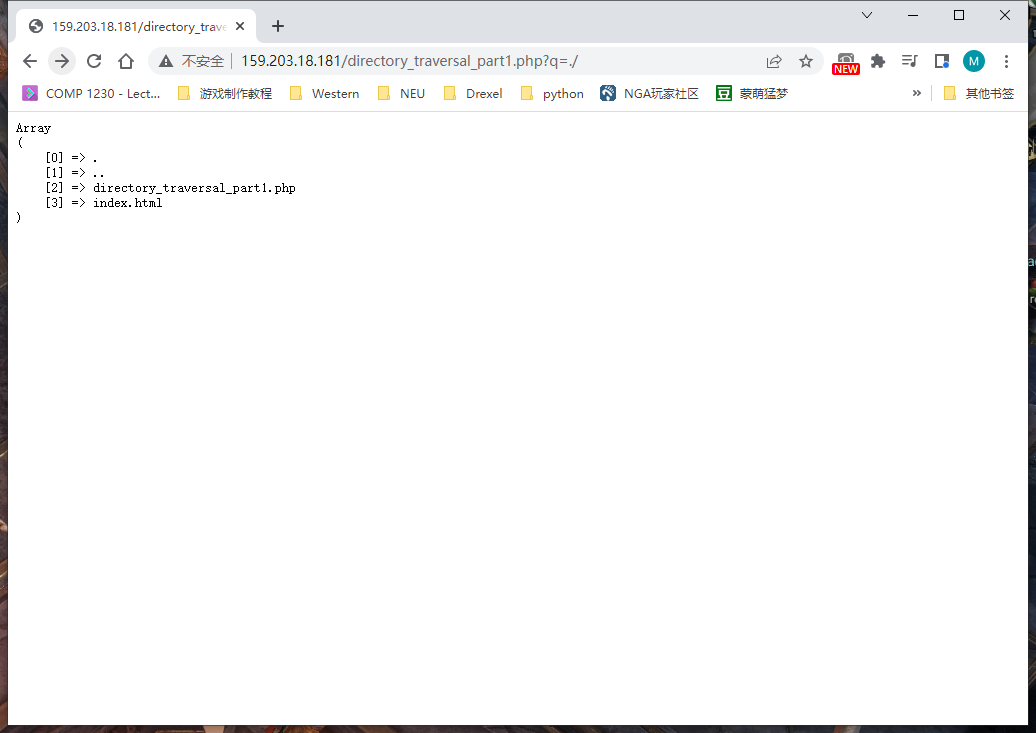 159.203.18.181/directory_trave
不安全 159.203.18.181/directory_traversal_part1.php?q=./
NEW
M
COMP 1230 - Lect... 游戏制作教程 Western NEU Drexel python NGA玩家社区 豆 蒙萌猛梦 » 其他书签
Array
(
[0] => .
[1] => ..
[2] => directory_traversal_part1.php
[3] => index.html
)